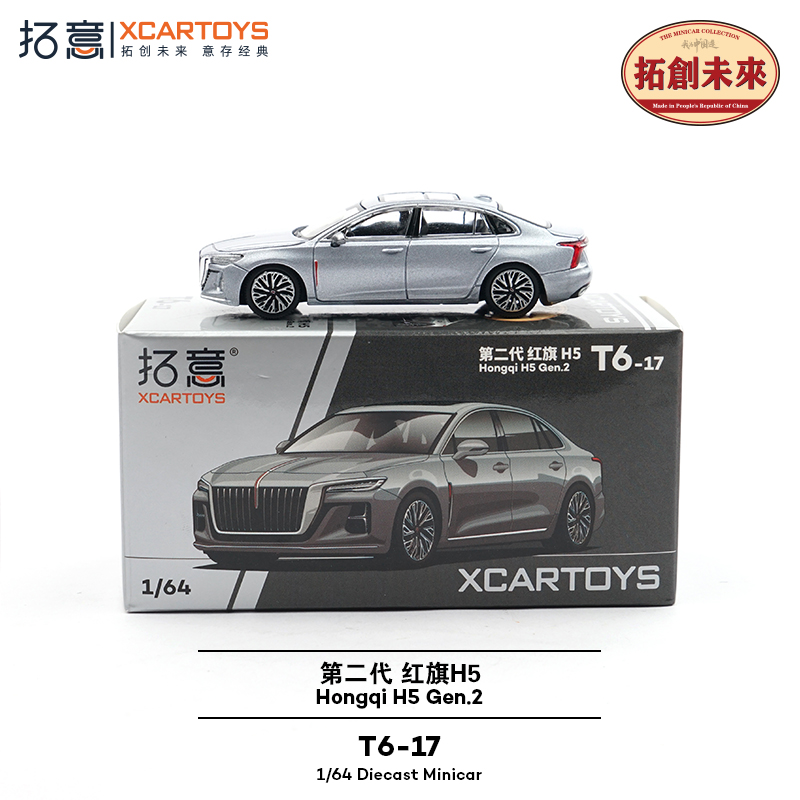 拓意
XCARTOYS
拓创未来 意存经典
THE MINICAR COLLECTION
拓創未來
Made in People's Republic of China
拓意®
XCARTOYS
第二代 红旗 H5
Hongqi H5 Gen.2
T6-17
1/64
XCARTOYS
第二代 红旗H5
Hongqi H5 Gen.2
T6-17
1/64 Diecast Minicar